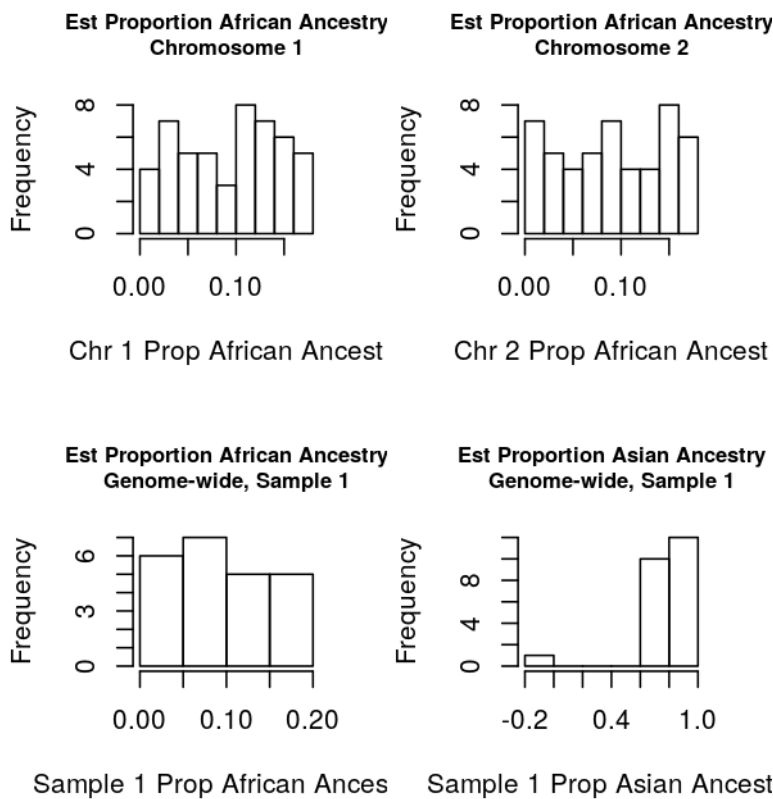 Est Proportion African Ancestry
Chromosome 1
Frequency
8
4
0
0.00 0.10
Chr 1 Prop African Ancest
Est Proportion African Ancestry
Chromosome 2
Frequency
8
4
0
0.00 0.10
Chr 2 Prop African Ancest
Est Proportion African Ancestry
Genome-wide, Sample 1
Frequency
6
3
0
0.00 0.10 0.20
Sample 1 Prop African Ances
Est Proportion Asian Ancestry
Genome-wide, Sample 1
Frequency
8
4
0
-0.2 0.4 1.0
Sample 1 Prop Asian Ancest